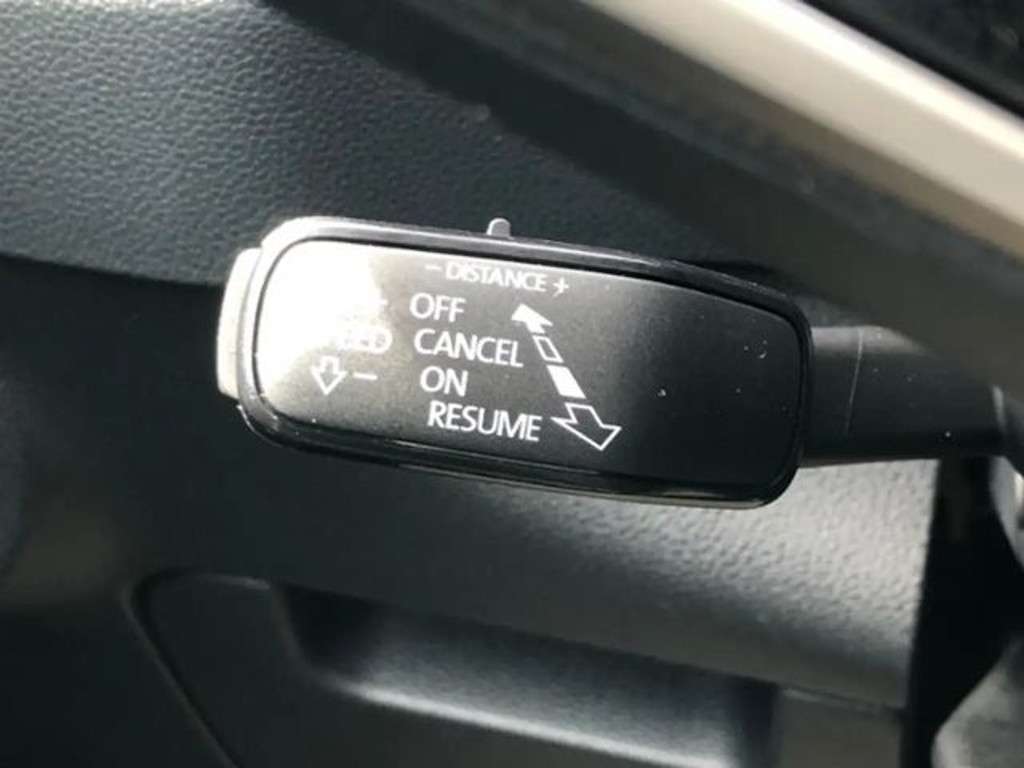 - DISTANCE +
OFF
CANCEL
ON
-
RESUME